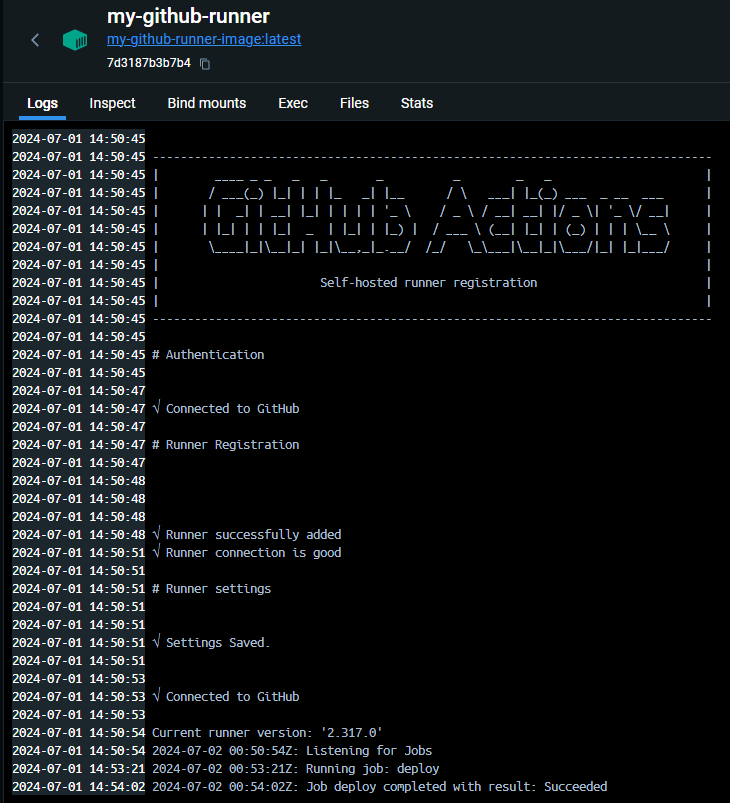 my-github-runner
my-github-runner-image:latest
7d3187b3b7b4
Logs Inspect Bind mounts Exec Files Stats
2024-07-01 14:50:45
2024-07-01 14:50:45 --------------------------------------------------------------------------------
2024-07-01 14:50:45 |        ____ _ _   _   _       _          _        _   _                      |
2024-07-01 14:50:45 |       / ___(_) |_| | | |_   _| |__      / \   ___| |_(_) ___  _ __  ___      |
2024-07-01 14:50:45 |      | |  _| | __| |_| | | | | '_ \    / _ \ / __| __| |/ _ \| '_ \/ __|     |
2024-07-01 14:50:45 |      | |_| | | |_|  _  | |_| | |_) |  / ___ \ (__| |_| | (_) | | | \__ \     |
2024-07-01 14:50:45 |       \____|_|\__|_| |_|\__,_|_.__/  /_/   \_\___|\__|_|\___/|_| |_|___/     |
2024-07-01 14:50:45 |                                                                              |
2024-07-01 14:50:45 |                       Self-hosted runner registration                        |
2024-07-01 14:50:45 |                                                                              |
2024-07-01 14:50:45 --------------------------------------------------------------------------------
2024-07-01 14:50:45
2024-07-01 14:50:45 # Authentication
2024-07-01 14:50:45
2024-07-01 14:50:47
2024-07-01 14:50:47 √ Connected to GitHub
2024-07-01 14:50:47
2024-07-01 14:50:47 # Runner Registration
2024-07-01 14:50:47
2024-07-01 14:50:48
2024-07-01 14:50:48
2024-07-01 14:50:48
2024-07-01 14:50:48 √ Runner successfully added
2024-07-01 14:50:51 √ Runner connection is good
2024-07-01 14:50:51
2024-07-01 14:50:51 # Runner settings
2024-07-01 14:50:51
2024-07-01 14:50:51
2024-07-01 14:50:51 √ Settings Saved.
2024-07-01 14:50:51
2024-07-01 14:50:53
2024-07-01 14:50:53 √ Connected to GitHub
2024-07-01 14:50:53
2024-07-01 14:50:54 Current runner version: '2.317.0'
2024-07-01 14:50:54 2024-07-02 00:50:54Z: Listening for Jobs
2024-07-01 14:53:21 2024-07-02 00:53:21Z: Running job: deploy
2024-07-01 14:54:02 2024-07-02 00:54:02Z: Job deploy completed with result: Succeeded